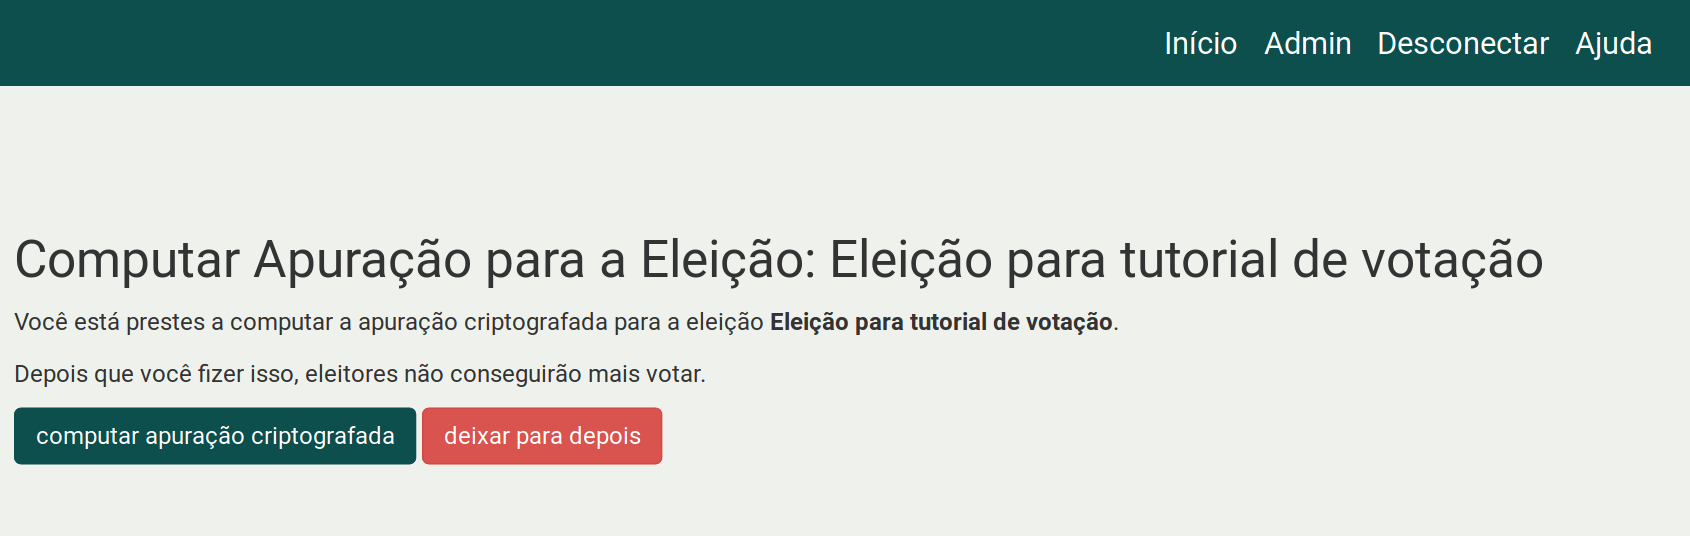 Início Admin Desconectar Ajuda
Computar Apuração para a Eleição: Eleição para tutorial de votação
Você está prestes a computar a apuração criptografada para a eleição Eleição para tutorial de votação.
Depois que você fizer isso, eleitores não conseguirão mais votar.
computar apuração criptografada deixar para depois